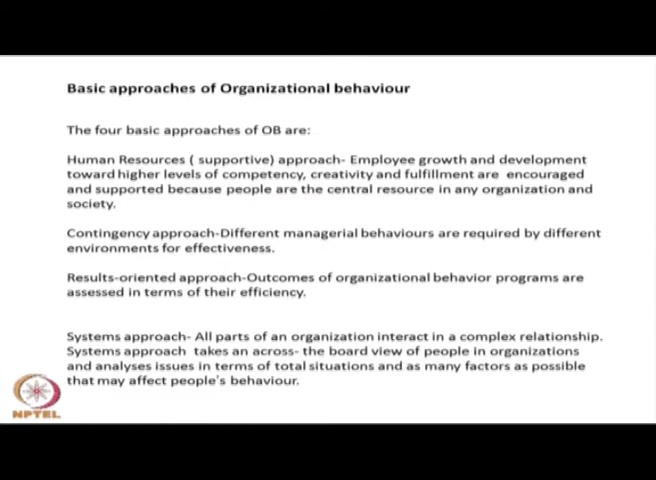 Basic approaches of Organizational behaviour
The four basic approaches of OB are:
Human Resources ( supportive) approach- Employee growth and development
toward higher levels of competency, creativity and fulfillment are encouraged
and supported because people are the central resource in any organization and
society.
Contingency approach-Different managerial behaviours are required by different
environments for effectiveness.
Results-oriented approach-Outcomes of organizational behavior programs are
assessed in terms of their efficiency.
Systems approach- All parts of an organization interact in a complex relationship.
Systems approach takes an across- the board view of people in organizations
and analyses issues in terms of total situations and as many factors as possible
that may affect people's behaviour.
NPTEL